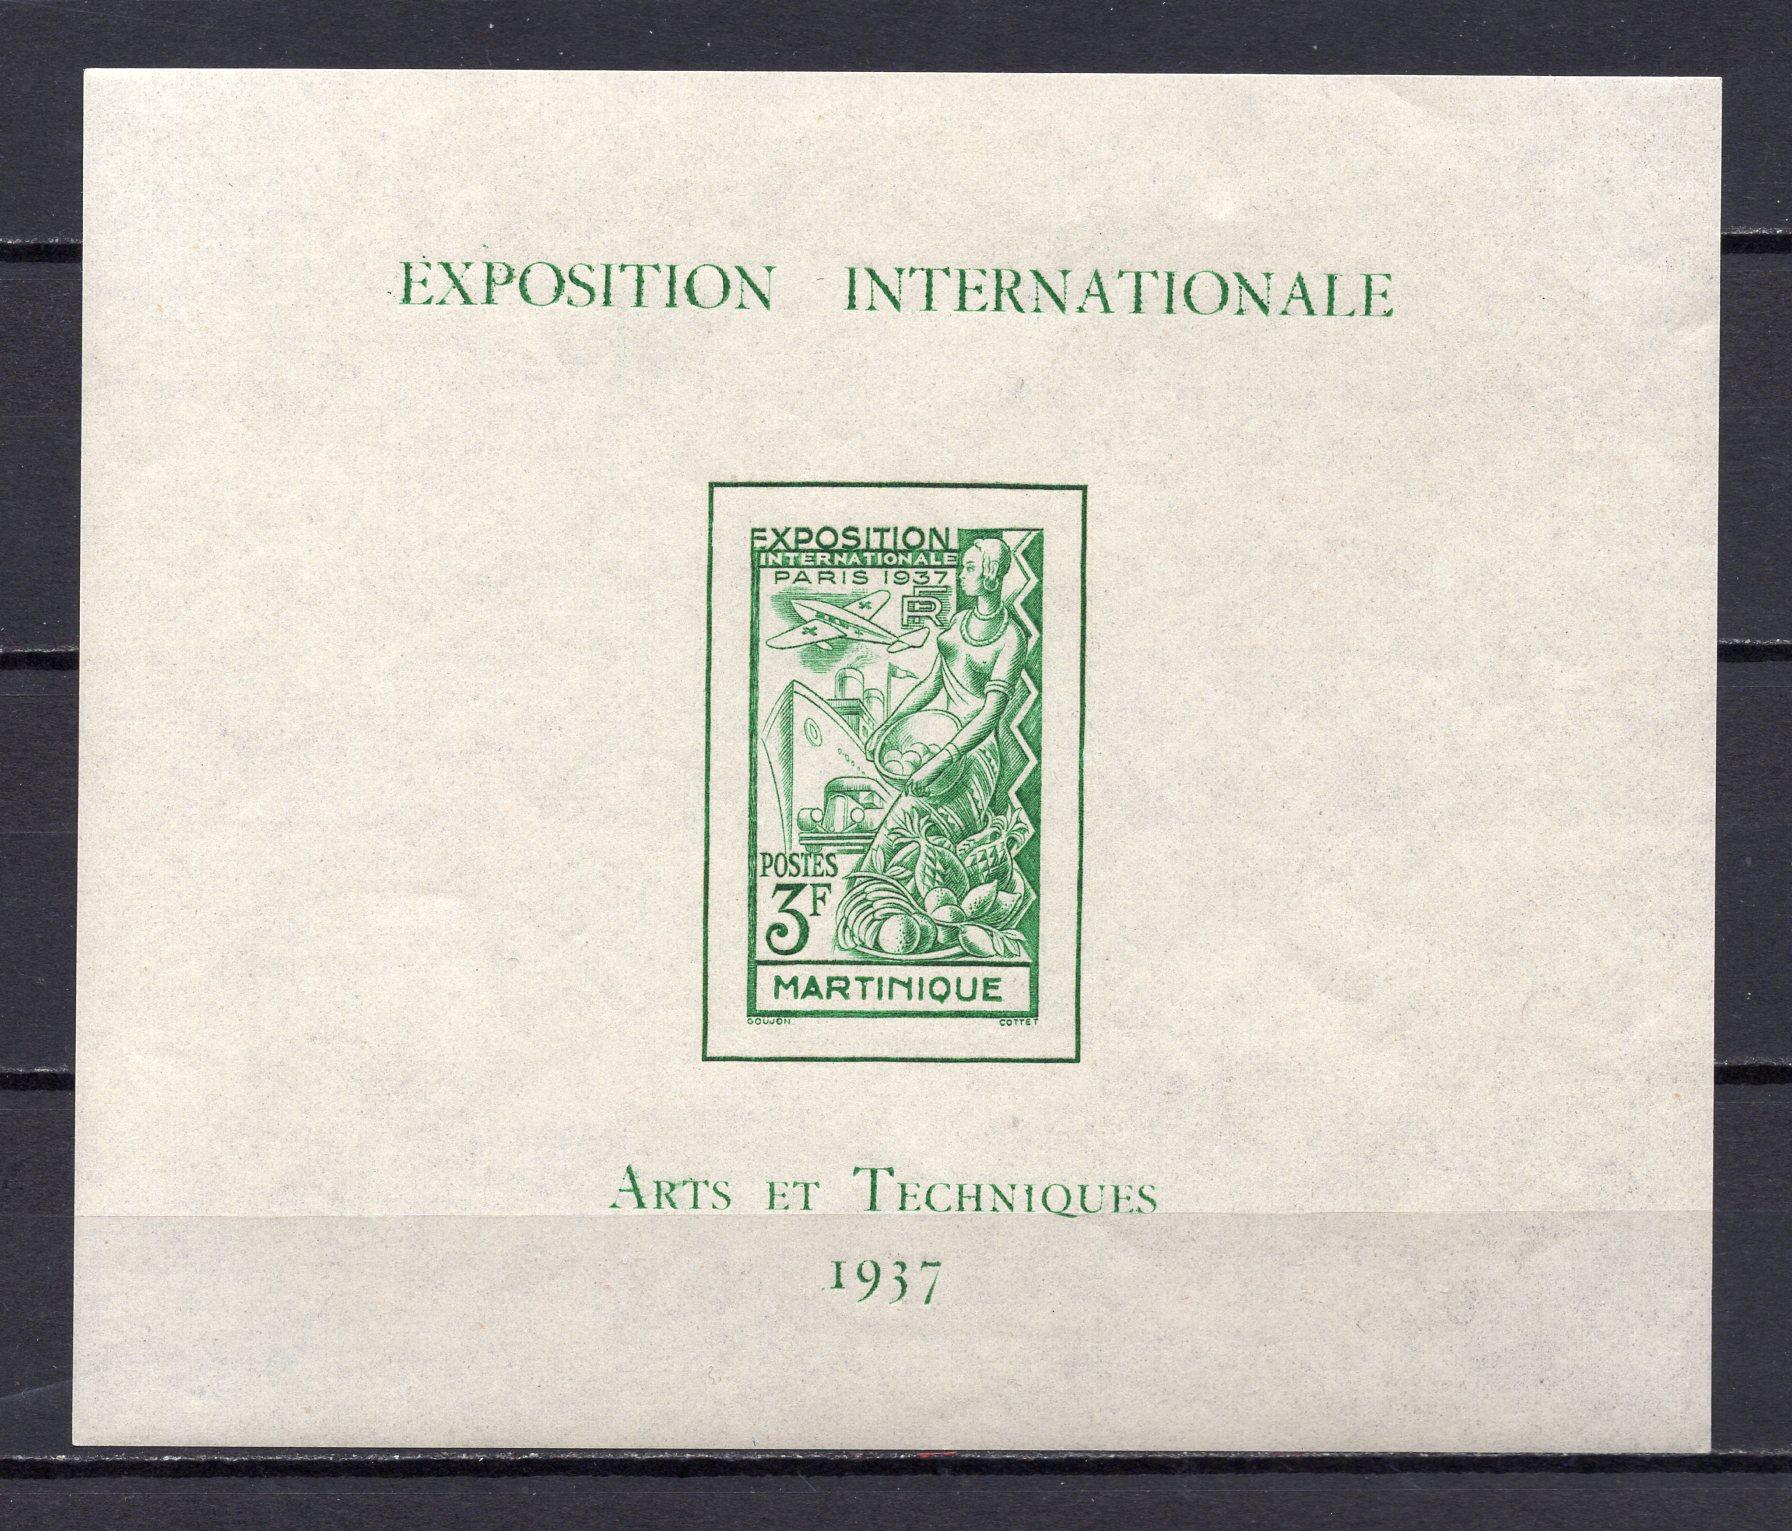 EXPOSITION INTERNATIONALE
EXPOSITION
INTERNATIONALE
PARIS 1937
RF
POSTES
3F
MARTINIQUE
GOUJON COTTET
ARTS ET TECHNIQUES
1937